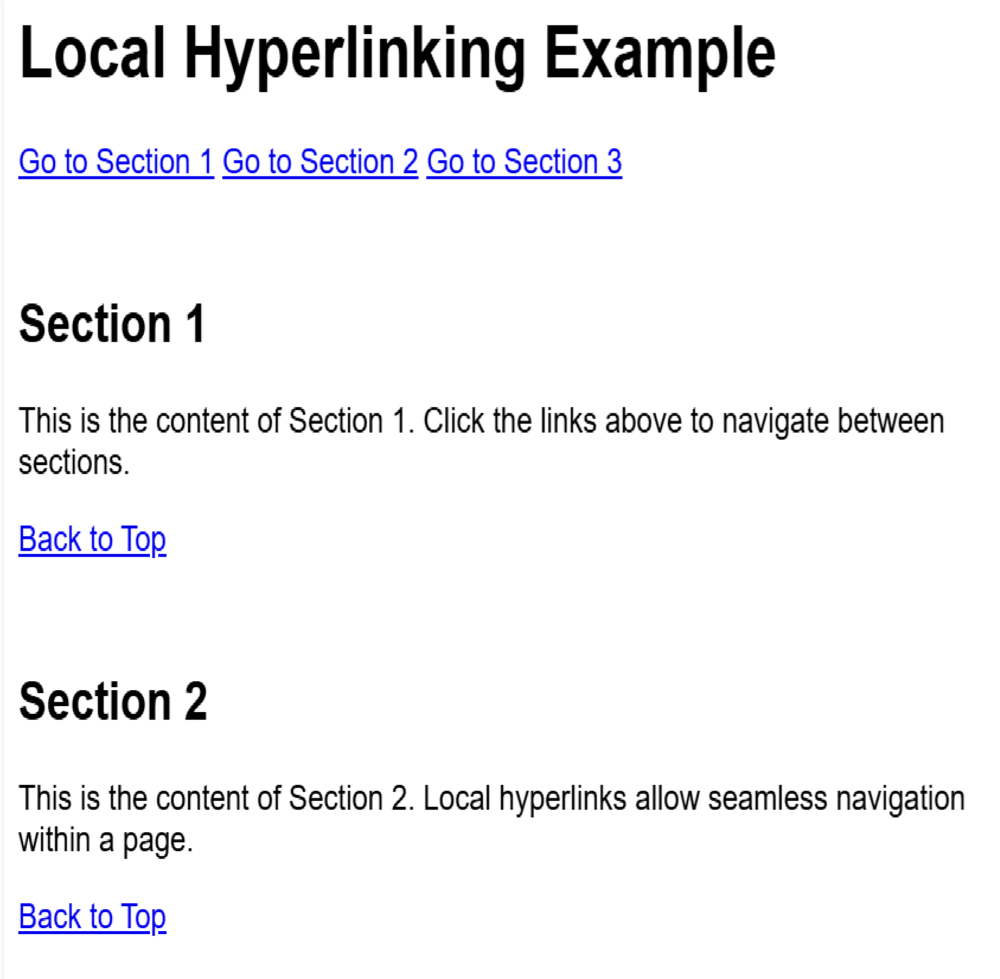 Local Hyperlinking Example
Go to Section 1 Go to Section 2 Go to Section 3
Section 1
This is the content of Section 1. Click the links above to navigate between
sections.
Back to Top
Section 2
This is the content of Section 2. Local hyperlinks allow seamless navigation
within a page.
Back to Top